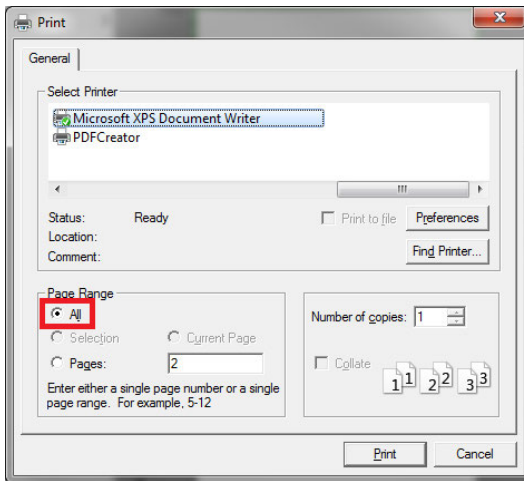 Print
General
Select Printer
Microsoft XPS Document Writer
PDFCreator
Status: Ready
Print to file
Preferences
Location:
Comment:
Find Printer...
Page Range
All
Selection
Current Page
Pages: 2
Enter either a single page number or a single
page range. For example, 5-12
Number of copies: 1
Collate
1 1 2 2 3 3
Print
Cancel